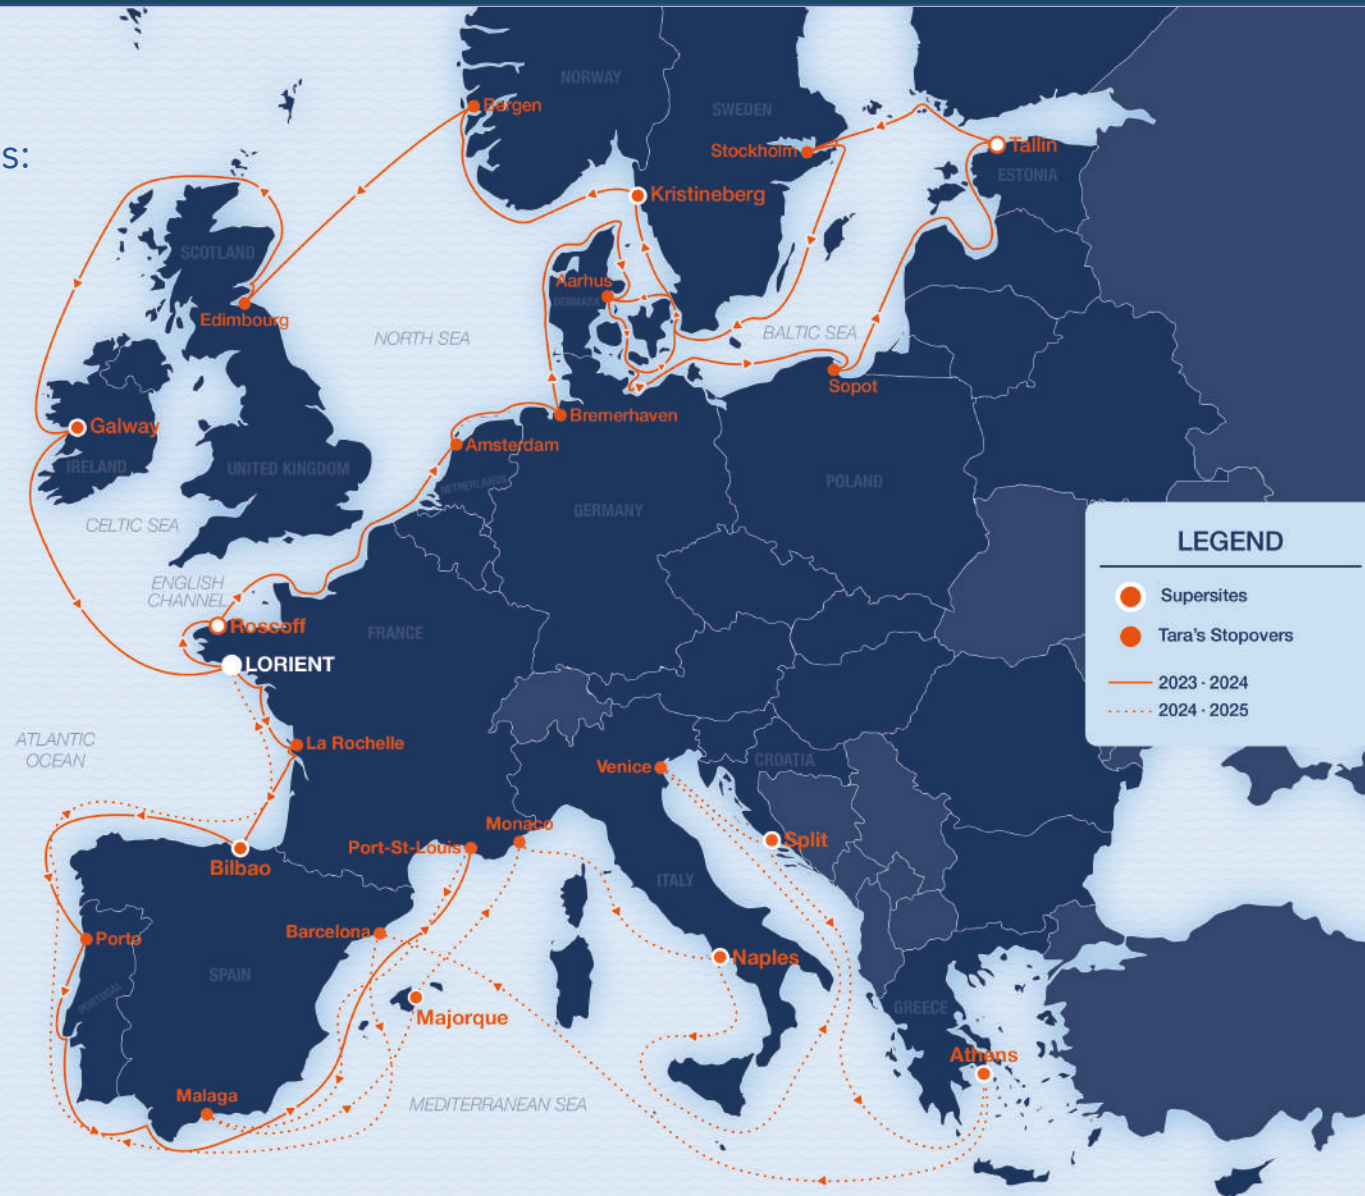 s:
NORWAY
Bergen
SWEDEN
Stockholm
Tallin
ESTONIA
Kristineberg
SCOTLAND
Aarhus
DENMARK
Edimbourg
NORTH SEA
BALTIC SEA
Sopot
Bremerhaven
Galway
Amsterdam
IRELAND
UNITED KINGDOM
NETHERLANDS
POLAND
GERMANY
CELTIC SEA
ENGLISH
CHANNEL
Roscoff
FRANCE
LORIENT
LEGEND
Supersites
Tara's Stopovers
2023 · 2024
2024 · 2025
ATLANTIC
OCEAN
La Rochelle
Venice
CROATIA
Monaco
Port-St-Louis
Split
Bilbao
ITALY
Barcelona
Porto
Naples
SPAIN
PORTUGAL
Majorque
GREECE
Athens
Malaga
MEDITERRANEAN SEA